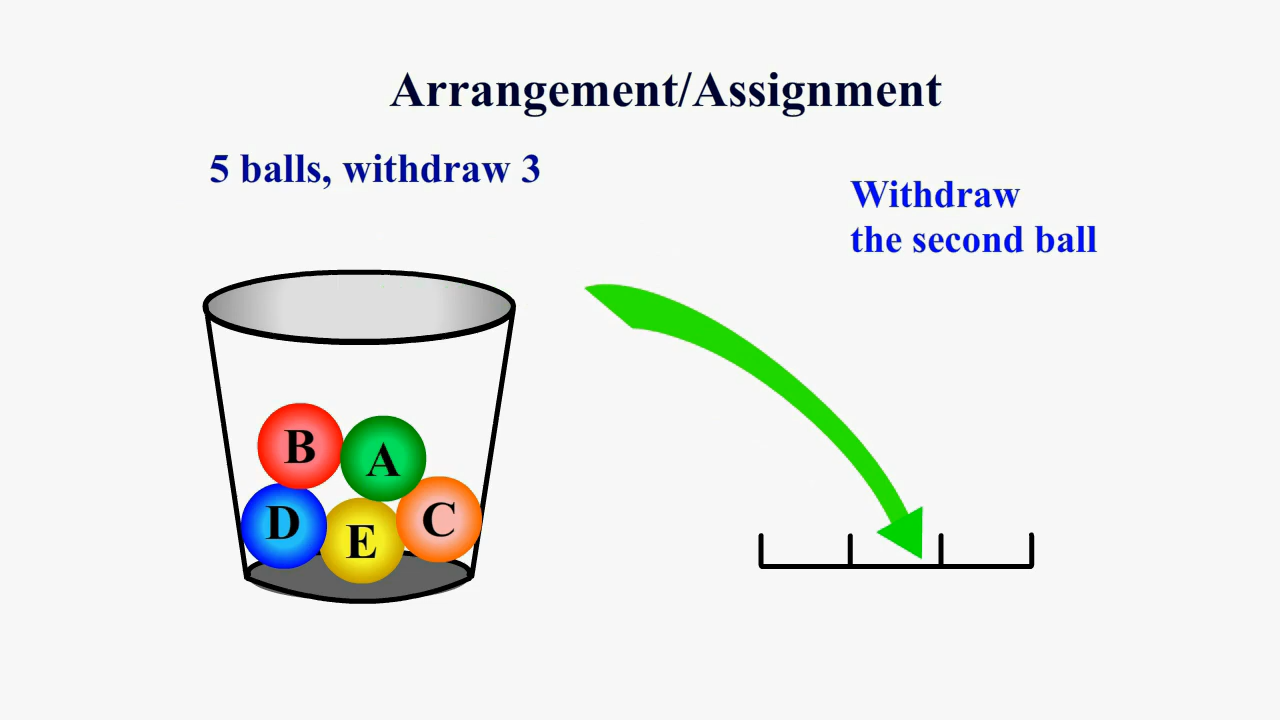 Arrangement/Assignment
5 balls, withdraw 3
Withdraw
the second ball
B
A
D
E
C